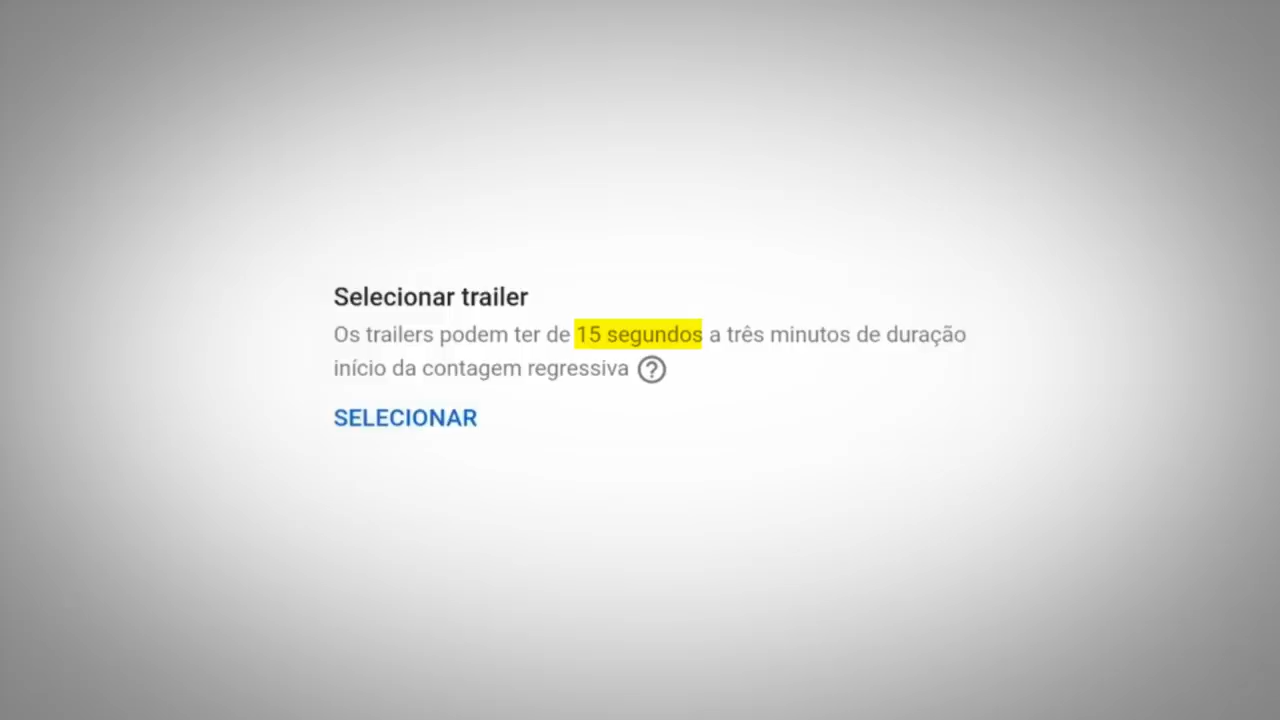 Selecionar trailer
Os trailers podem ter de 15 segundos a três minutos de duração
início da contagem regressiva
SELECIONAR